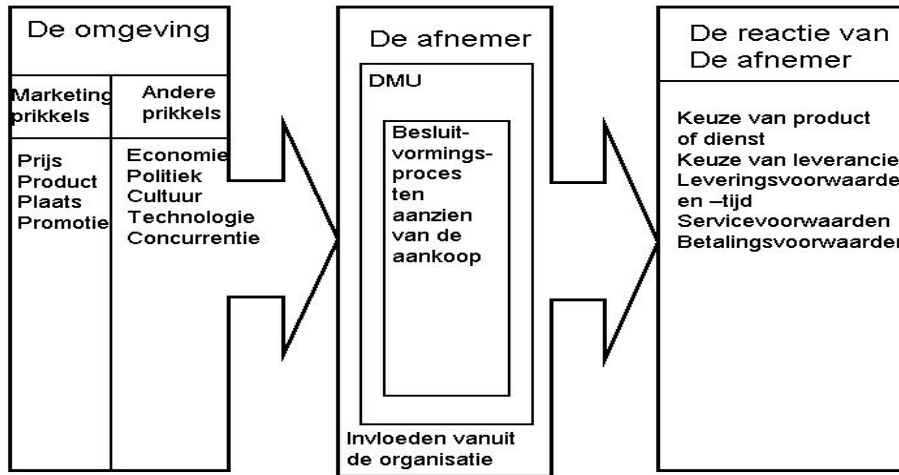 De omgeving
Marketing
prikkels
Andere
prikkels
Prijs
Product
Plaats
Promotie
Economie
Politiek
Cultuur
Technologie
Concurrentie
De afnemer
DMU
Besluit-
vormings-
proces
ten
aanzien
van de
aankoop
Invloeden vanuit
de organisatie
De reactie van
De afnemer
Keuze van product
of dienst
Keuze van leverancie
Leveringsvoorwaarde
en –tijd
Servicevoorwaarden
Betalingsvoorwaarden